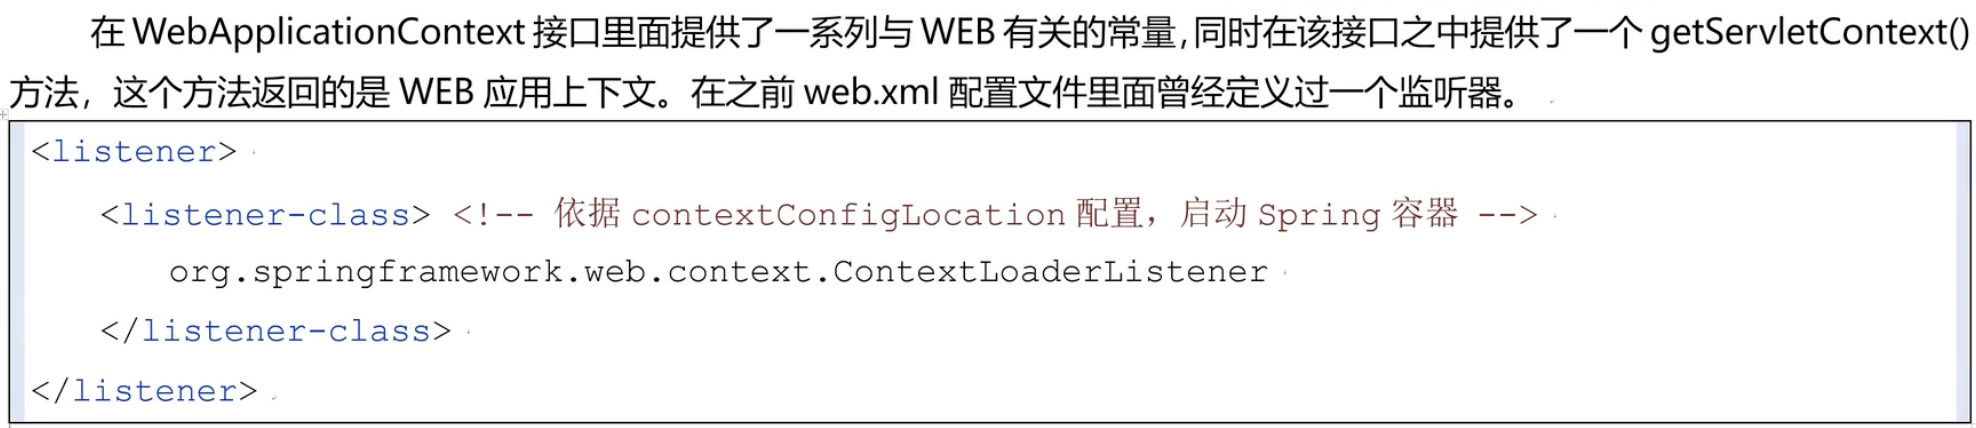 在 WebApplicationContext 接口里面提供了一系列与 WEB 有关的常量，同时在该接口之中提供了一个 getServletContext()
方法，这个方法返回的是 WEB 应用上下文。在之前 web.xml 配置文件里面曾经定义过一个监听器。
<listener>
<listener-class> <!-- 依据 contextConfigLocation 配置，启动 Spring 容器 -->
org.springframework.web.context.ContextLoaderListener
</listener-class>
</listener>